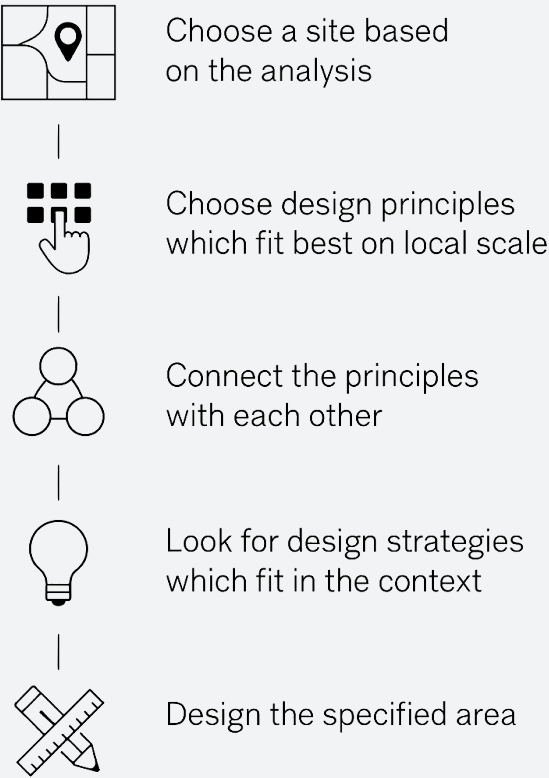 Choose a site based
on the analysis
Choose design principles
which fit best on local scale
Connect the principles
with each other
Look for design strategies
which fit in the context
Design the specified area